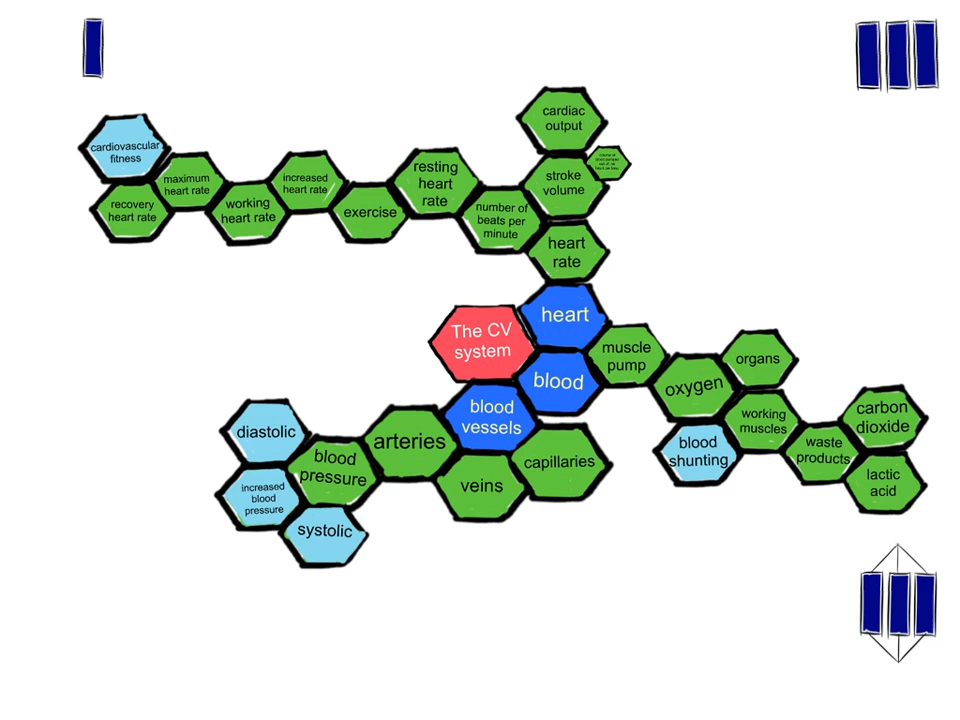 cardiac
output
cardiovascular
fitness
maximum
heart rate
recovery
heart rate
working
heart rate
increased
heart rate
exercise
resting
heart
rate
number of
beats per
minute
stroke
volume
heart
rate
heart
The CV
system
blood
blood
vessels
muscle
pump
oxygen
organs
working
muscles
blood
shunting
waste
products
carbon
dioxide
lactic
acid
arteries
veins
capillaries
blood
pressure
diastolic
increased
blood
pressure
systolic